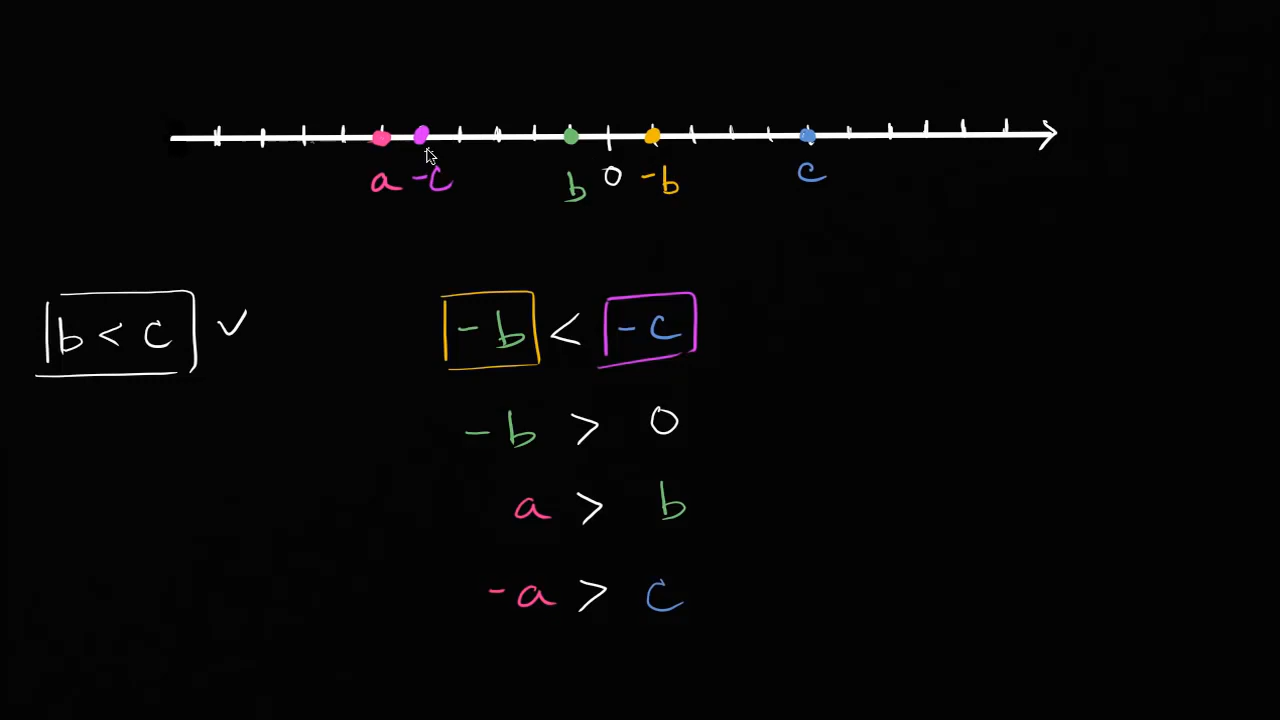 a -c b 0 -b c
b < c ✓
-b < -c
-b > 0
a > b
-a > c